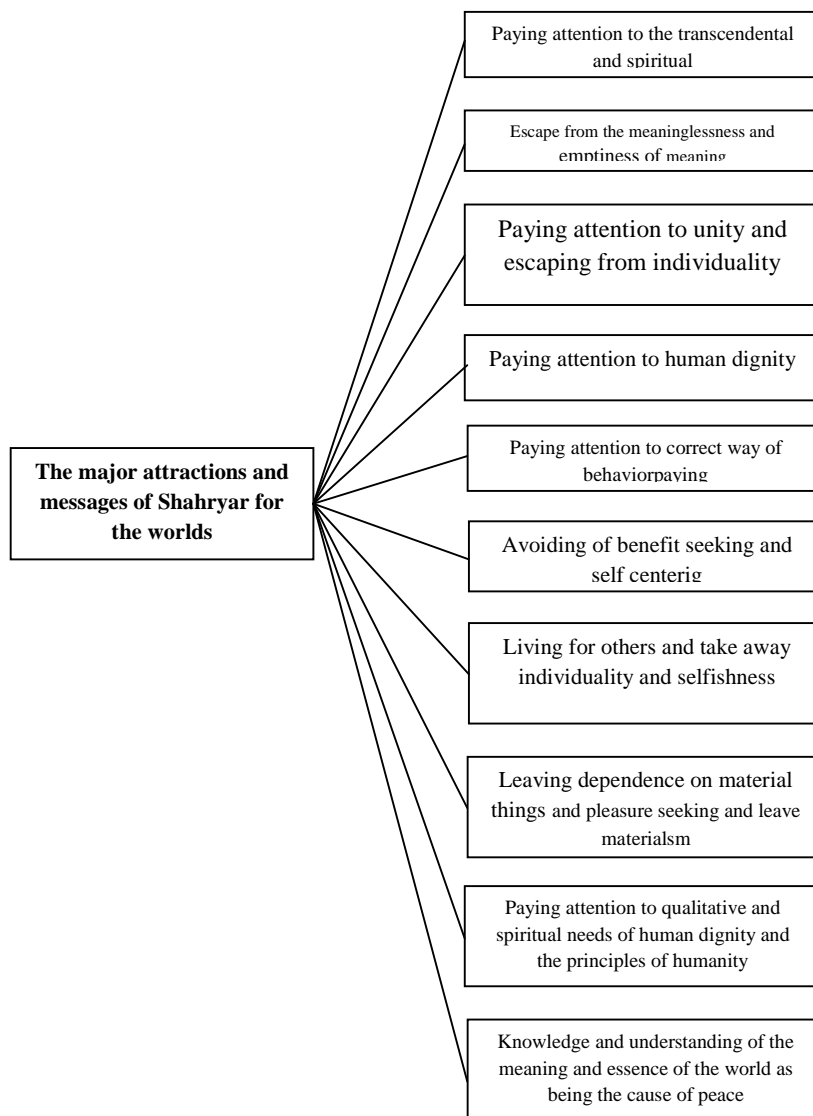 Paying attention to the transcendental
and spiritual
Escape from the meaninglessness and
emptiness of meaning
Paying attention to unity and
escaping from individuality
Paying attention to human dignity
Paying attention to correct way of
behaviorpaying
The major attractions and
messages of Shahryar for
the worlds
Avoiding of benefit seeking and
self centerig
Living for others and take away
individuality and selfishness
Leaving dependence on material
things and pleasure seeking and leave
materialsm
Paying attention to qualitative and
spiritual needs of human dignity and
the principles of humanity
Knowledge and understanding of the
meaning and essence of the world as
being the cause of peace